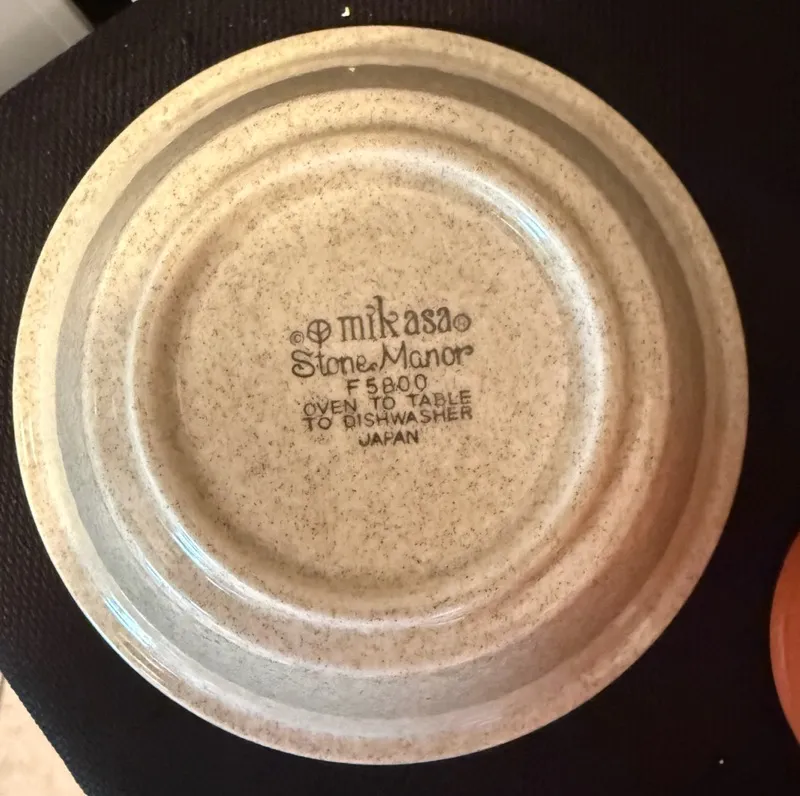 © mikasa®
Stone Manor
F5800
OVEN TO TABLE
TO DISHWASHER
JAPAN